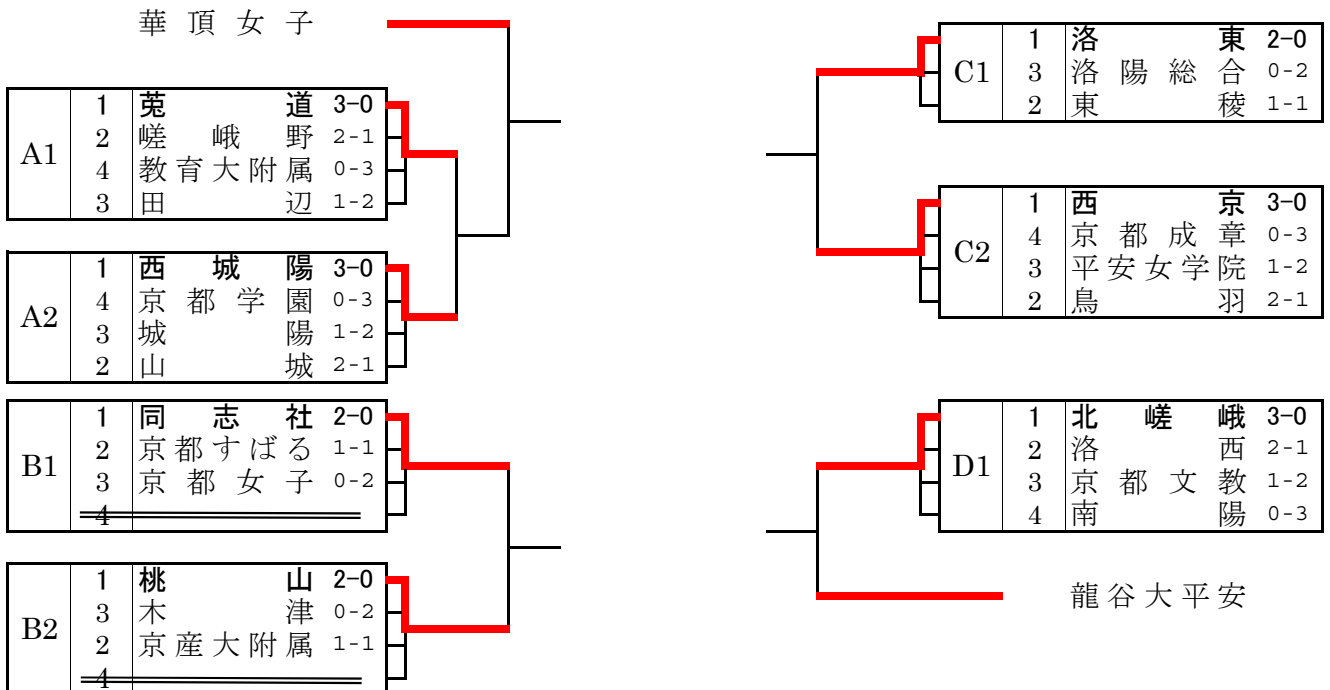 華頂女子
A1
1 莵道 3-0
2 嵯峨野 2-1
4 教育大附属 0-3
3 田辺 1-2
A2
1 西城陽 3-0
4 京都学園 0-3
3 城陽 1-2
2 山城 2-1
B1
1 同志社 2-0
2 京都すばる 1-1
3 京都女子 0-2
4
B2
1 桃山 2-0
3 木津 0-2
2 京産大附属 1-1
4
C1
1 洛東 2-0
3 洛陽総合 0-2
2 東稜 1-1
C2
1 西京 3-0
4 京都成章 0-3
3 平安女学院 1-2
2 鳥羽 2-1
D1
1 北嵯峨 3-0
2 洛西 2-1
3 京都文教 1-2
4 南陽 0-3
龍谷大平安